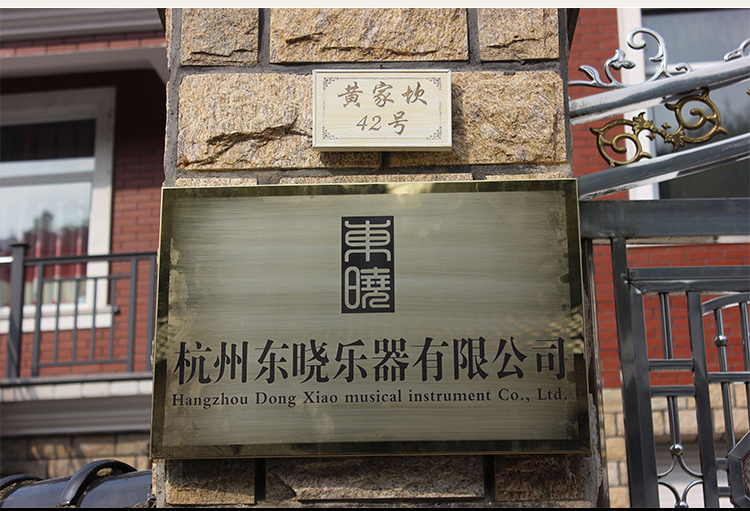 黄家坎
42号
東曉
杭州东晓乐器有限公司
Hangzhou Dong Xiao musical instrument Co., Ltd.